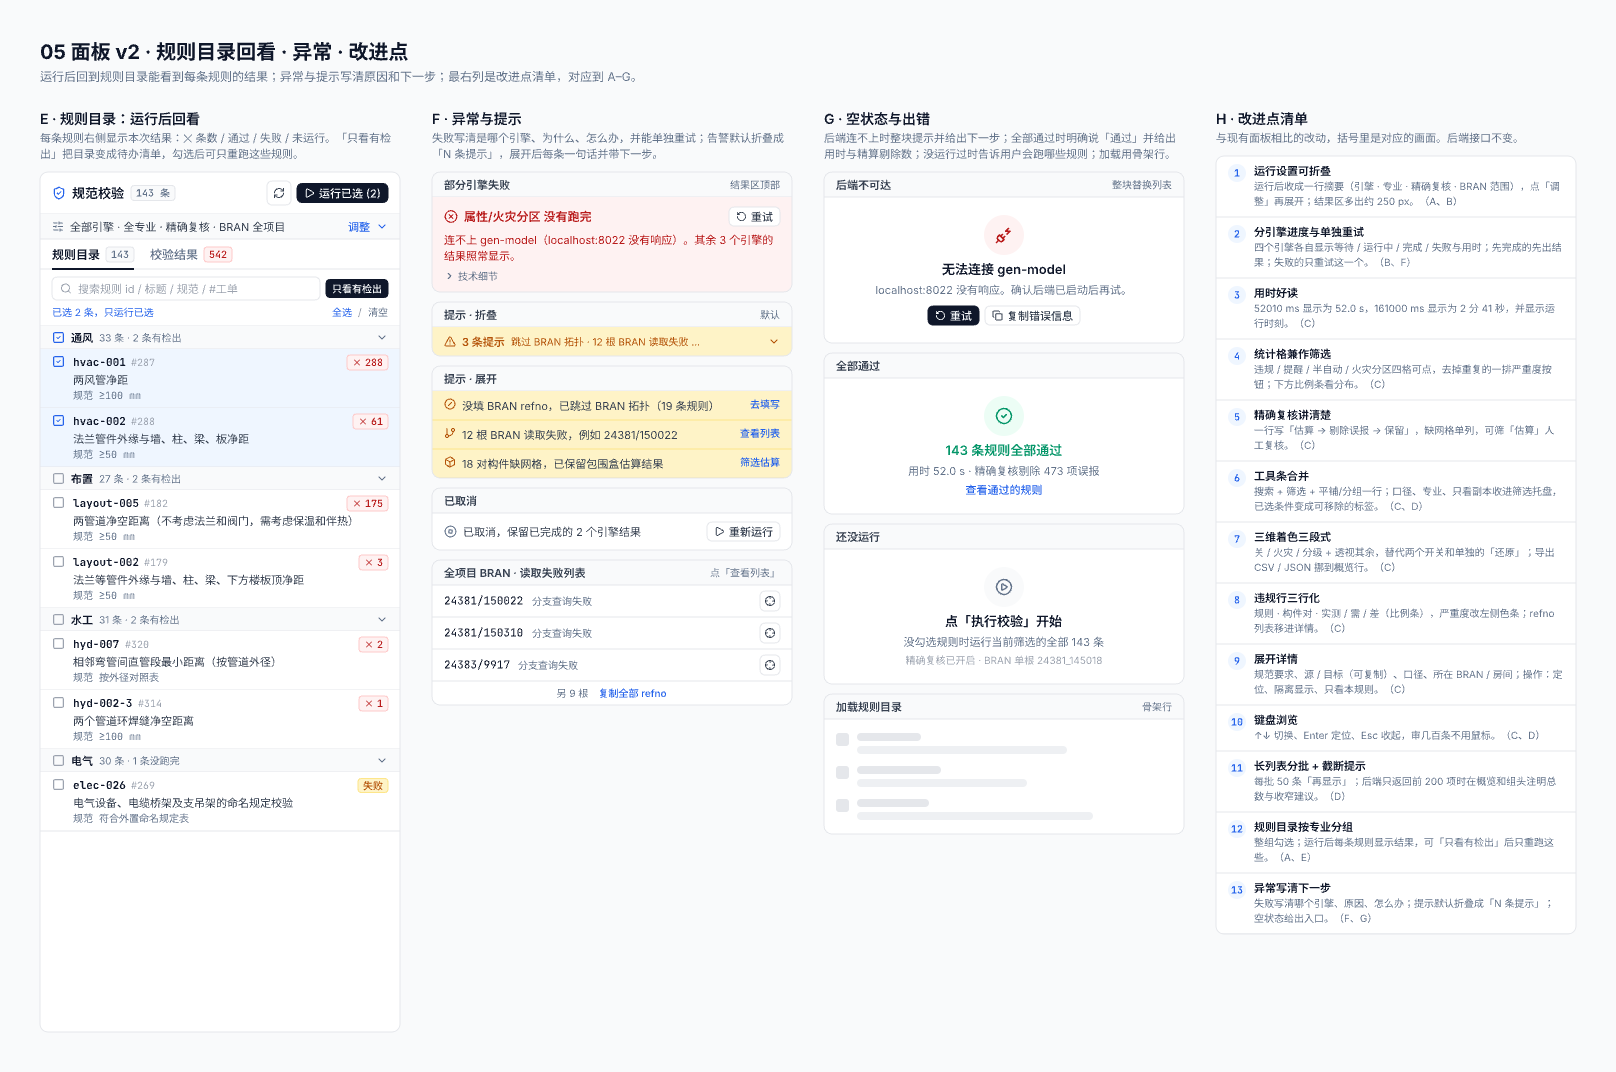 05 面板 v2 · 规则目录回看 · 异常 · 改进点
运行后回到规则目录能看到每条规则的结果；异常与提示写清原因和下一步；最右列是改进点清单，对应到 A–G。
E · 规则目录：运行后回看
每条规则右侧显示本次结果：✕ 条数 / 通过 / 失败 / 未运行。「只看有检
出」把目录变成待办清单，勾选后可只重跑这些规则。
规范校验 143 条
运行已选 (2)
全部引擎 · 全专业 · 精确复核 · BRAN 全项目
调整
规则目录 143 校验结果 542
搜索规则 id / 标题 / 规范 / #工单
只看有检出
已选 2 条，只运行已选
全选 / 清空
通风 33 条 · 2 条有检出
hvac-001 #287
× 288
两风管净距
规范 ≥100 mm
hvac-002 #288
× 61
法兰管件外缘与墙、柱、梁、板净距
规范 ≥50 mm
布置 27 条 · 2 条有检出
layout-005 #182
× 175
两管道净空距离（不考虑法兰和阀门，需考虑保温和伴热）
规范 ≥50 mm
layout-002 #179
× 3
法兰等管件外缘与墙、柱、梁、下方楼板顶净距
规范 ≥50 mm
水工 31 条 · 2 条有检出
hyd-007 #320
× 2
相邻弯管间直管段最小距离（按管道外径）
规范 按外径对照表
hyd-002-3 #314
× 1
两个管道环焊缝净空距离
规范 ≥100 mm
电气 30 条 · 1 条没跑完
elec-026 #269
失败
电气设备、电缆桥架及支吊架的命名规定校验
规范 符合外置命名规定表
F · 异常与提示
失败写清是哪个引擎、为什么、怎么办，并能单独重试；告警默认折叠成
「N 条提示」，展开后每条一句话并带下一步。
部分引擎失败
结果区顶部
属性/火灾分区 没有跑完
重试
连不上 gen-model（localhost:8022 没有响应）。其余 3 个引擎的
结果照常显示。
技术细节
提示 · 折叠
默认
3 条提示 跳过 BRAN 拓扑 · 12 根 BRAN 读取失败 ...
提示 · 展开
没填 BRAN refno，已跳过 BRAN 拓扑（19 条规则）
去填写
12 根 BRAN 读取失败，例如 24381/150022
查看列表
18 对构件缺网格，已保留包围盒估算结果
筛选估算
已取消
已取消，保留已完成的 2 个引擎结果
重新运行
全项目 BRAN · 读取失败列表
点「查看列表」
24381/150022 分支查询失败
24381/150310 分支查询失败
24383/9917 分支查询失败
另 9 根 复制全部 refno
G · 空状态与出错
后端连不上时整块提示并给出下一步；全部通过时明确说「通过」并给出
用时与精算剔除数；没运行过时告诉用户会跑哪些规则；加载用骨架行。
后端不可达
整块替换列表
无法连接 gen-model
localhost:8022 没有响应。确认后端已启动后再试。
重试
复制错误信息
全部通过
143 条规则全部通过
用时 52.0 s · 精确复核剔除 473 项误报
查看通过的规则
还没运行
点「执行校验」开始
没勾选规则时运行当前筛选的全部 143 条
精确复核已开启 · BRAN 单根 24381_145018
加载规则目录
骨架行
H · 改进点清单
与现有面板相比的改动，括号里是对应的画面。后端接口不变。
1 运行设置可折叠
运行后收成一行摘要（引擎 · 专业 · 精确复核 · BRAN 范围），点「调
整」再展开；结果区多出约 250 px。（A、B）
2 分引擎进度与单独重试
四个引擎各自显示等待 / 运行中 / 完成 / 失败与用时；先完成的先出结
果；失败的只重试这一个。（B、F）
3 用时好读
52010 ms 显示为 52.0 s，161000 ms 显示为 2 分 41 秒，并显示运
行时刻。（C）
4 统计格兼作筛选
违规 / 提醒 / 半自动 / 火灾分区四格可点，去掉重复的一排严重度按
钮；下方比例条看分布。（C）
5 精确复核讲清楚
一行写「估算 → 剔除误报 → 保留」，缺网格单列，可筛「估算」人
工复核。（C）
6 工具条合并
搜索 + 筛选 + 平铺/分组一行；口径、专业、只看副本收进筛选托盘，
已选条件变成可移除的标签。（C、D）
7 三维着色三段式
关 / 火灾 / 分级 + 透视其余，替代两个开关和单独的「还原」；导出
CSV / JSON 挪到概览行。（C）
8 违规行三行化
规则 · 构件对 · 实测 / 需 / 差（比例条），严重度改左侧色条；refno
列表移进详情。（C）
9 展开详情
规范要求、源 / 目标（可复制）、口径、所在 BRAN / 房间；操作：定
位、隔离显示、只看本规则。（C）
10 键盘浏览
↑↓ 切换、Enter 定位、Esc 收起，审几百条不用鼠标。（C、D）
11 长列表分批 + 截断提示
每批 50 条「再显示」；后端只返回前 200 项时在概览和组头注明总
数与收窄建议。（D）
12 规则目录按专业分组
整组勾选；运行后每条规则显示结果，可「只看有检出」后只重跑这
些。（A、E）
13 异常写清下一步
失败写清哪个引擎、原因、怎么办；提示默认折叠成「N 条提示」；
空状态给出入口。（F、G）